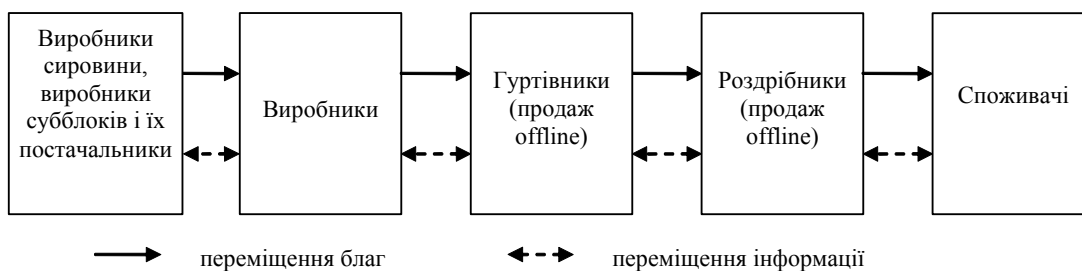 Виробники
сировини,
виробники
субблоків і їх
постачальники
Виробники
Гуртівники
(продаж
offline)
Роздрібники
(продаж
offline)
Споживачі
переміщення благ
переміщення інформації